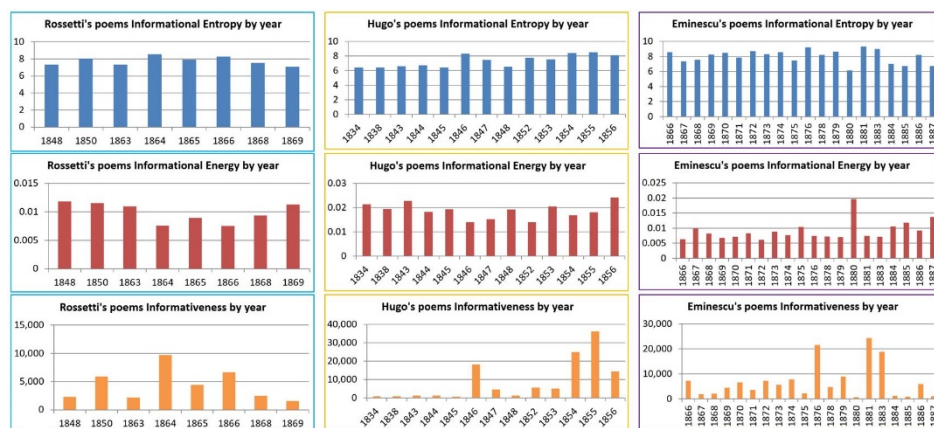 Rossetti's poems Informational Entropy by year
10
8
6
4
2
0
1848 1850 1863 1864 1865 1866 1868 1869
Hugo's poems Informational Entropy by year
10
8
6
4
2
0
1834 1838 1843 1844 1845 1846 1847 1848 1852 1853 1854 1855 1856
Eminescu's poems Informational Entropy by year
10
8
6
4
2
0
1866 1867 1868 1869 1870 1871 1872 1873 1874 1875 1876 1878 1879 1880 1881 1883 1884 1885 1886 1887
Rossetti's poems Informational Energy by year
0.015
0.01
0.005
0
1848 1850 1863 1864 1865 1866 1868 1869
Hugo's poems Informational Energy by year
0.03
0.02
0.01
0
1834 1838 1843 1844 1845 1846 1847 1848 1852 1853 1854 1855 1856
Eminescu's poems Informational Energy by year
0.025
0.02
0.015
0.01
0.005
0
1866 1867 1868 1869 1870 1871 1872 1873 1874 1875 1876 1878 1879 1880 1881 1883 1884 1885 1886 1887
Rossetti's poems Informativeness by year
15,000
10,000
5,000
0
1848 1850 1863 1864 1865 1866 1868 1869
Hugo's poems Informativeness by year
40,000
30,000
20,000
10,000
0
1834 1838 1843 1844 1845 1846 1847 1848 1852 1853 1854 1855 1856
Eminescu's poems Informativeness by year
30,000
20,000
10,000
0
1866 1867 1868 1869 1870 1871 1872 1873 1874 1875 1876 1878 1879 1880 1881 1883 1884 1885 1886 1887